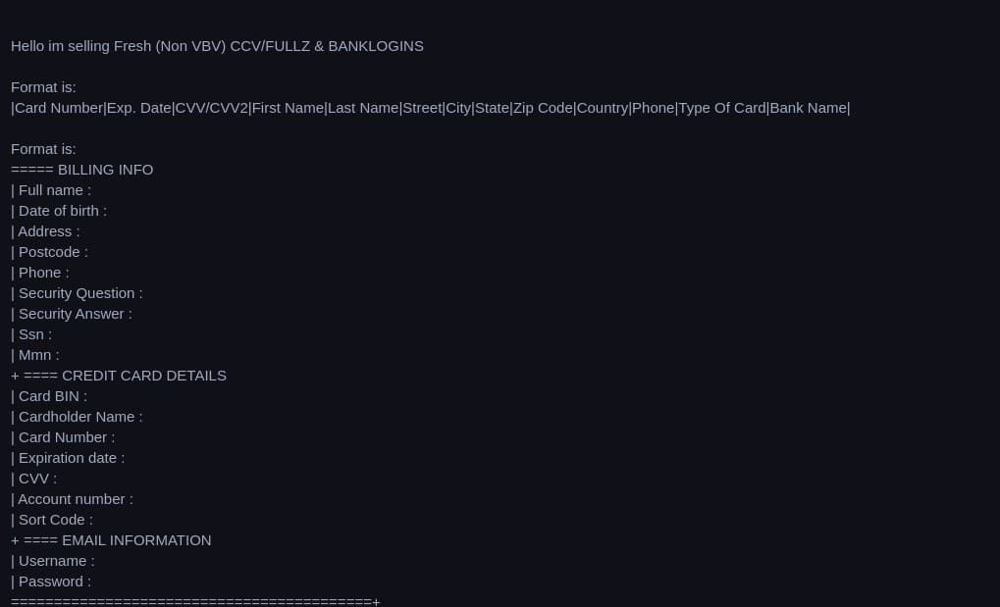 Hello im selling Fresh (Non VBV) CCV/FULLZ & BANKLOGINS
Format is:
|Card Number|Exp. Date|CVV/CVV2|First Name|Last Name|Street|City|State|Zip Code|Country|Phone|Type Of Card|Bank Name|
Format is:
===== BILLING INFO
| Full name :
| Date of birth :
| Address :
| Postcode :
| Phone :
| Security Question :
| Security Answer :
| Ssn :
| Mmn :
+ ==== CREDIT CARD DETAILS
| Card BIN :
| Cardholder Name :
| Card Number :
| Expiration date :
| CVV :
| Account number :
| Sort Code :
+ ==== EMAIL INFORMATION
| Username :
| Password :
==========================================+